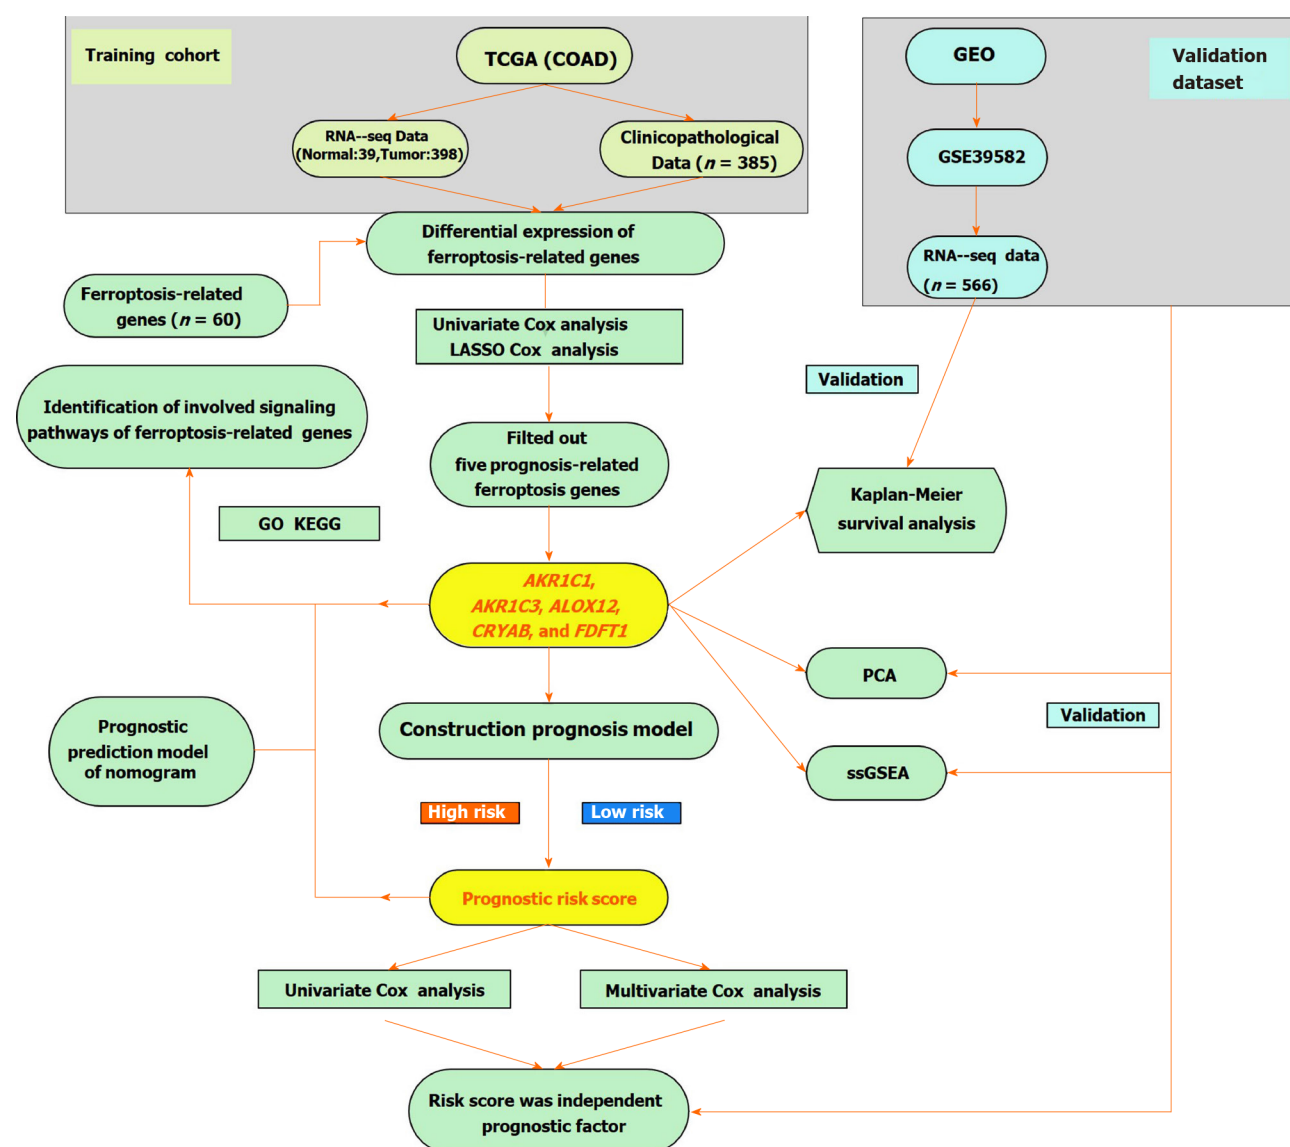 Training cohort
TCGA (COAD)
RNA--seq Data
(Normal:39,Tumor:398)
Clinicopathological
Data (n = 385)
GEO
Validation
dataset
GSE39582
RNA--seq data
(n = 566)
Differential expression of
ferroptosis-related genes
Ferroptosis-related
genes (n = 60)
Univariate Cox analysis
LASSO Cox analysis
Validation
Identification of involved signaling
pathways of ferroptosis-related genes
Filted out
five prognosis-related
ferroptosis genes
Kaplan-Meier
survival analysis
GO KEGG
AKR1C1,
AKR1C3, ALOX12,
CRYAB, and FDFT1
PCA
Prognostic
prediction model
of nomogram
Construction prognosis model
Validation
ssGSEA
High risk
Low risk
Prognostic risk score
Univariate Cox analysis
Multivariate Cox analysis
Risk score was independent
prognostic factor